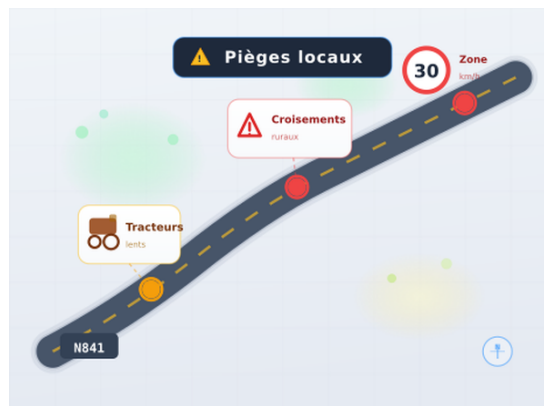 Pièges locaux
30
Zone
km/h
Croisements
ruraux
Tracteurs
lents
N841